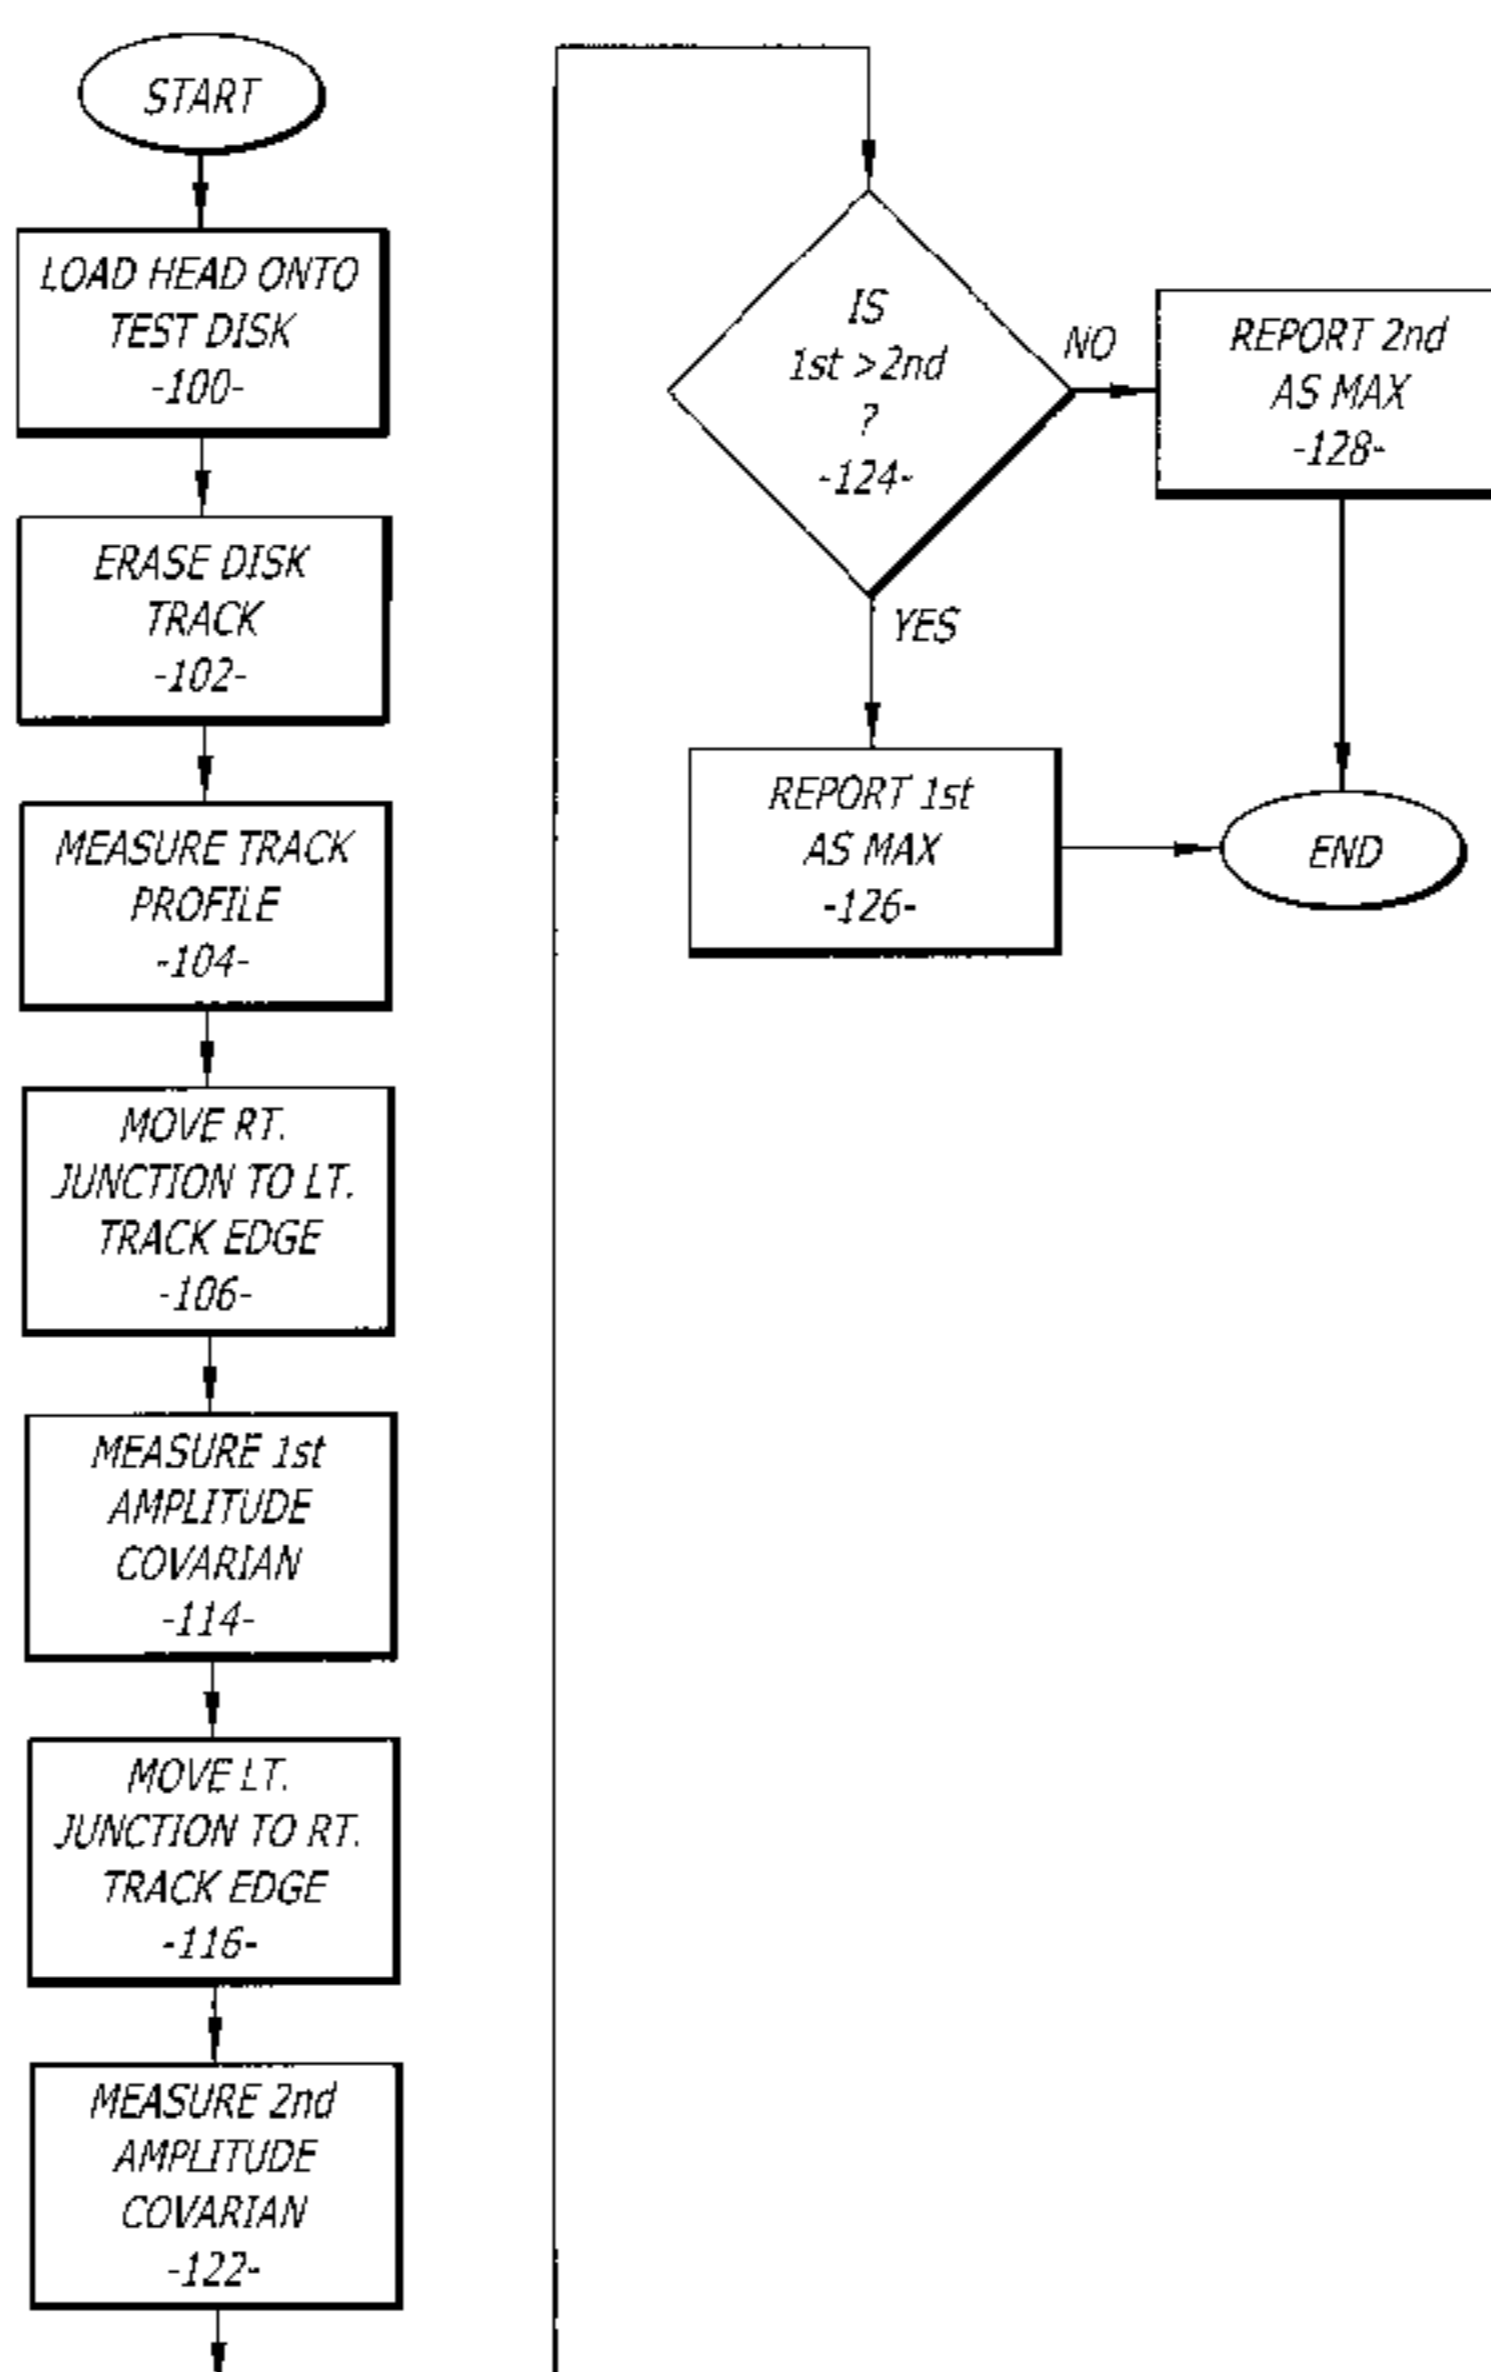 START
LOAD HEAD ONTO
TEST DISK
-100-
ERASE DISK
TRACK
-102-
MEASURE TRACK
PROFILE
-104-
MOVE RT.
JUNCTION TO LT.
TRACK EDGE
-106-
MEASURE 1st
AMPLITUDE
COVARIAN
-114-
MOVE LT.
JUNCTION TO RT.
TRACK EDGE
-116-
MEASURE 2nd
AMPLITUDE
COVARIAN
-122-
IS
1st >2nd
?
-124-
NO
YES
REPORT 2nd
AS MAX
-128-
REPORT 1st
AS MAX
-126-
END